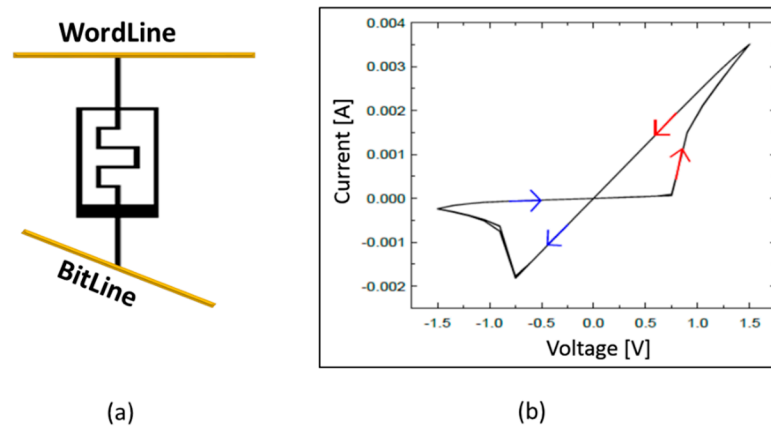 WordLine
BitLine
(a)
Current [A]
0.004
0.003
0.002
0.001
0.000
-0.001
-0.002
-1.5 -1.0 -0.5 0.0 0.5 1.0 1.5
Voltage [V]
(b)